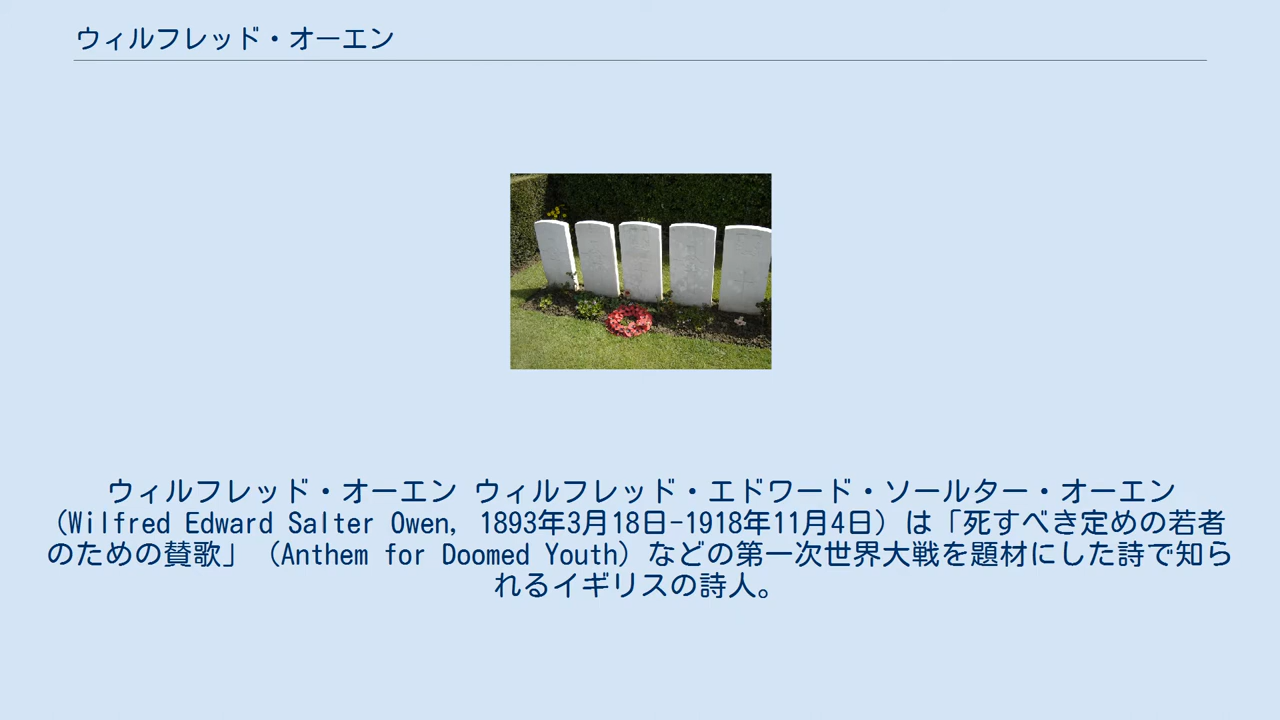 ウィルフレッド・オーエン
ウィルフレッド・オーエン ウィルフレッド・エドワード・ソールター・オーエン
（Wilfred Edward Salter Owen, 1893年3月18日-1918年11月4日）は「死すべき定めの若者
のための賛歌」（Anthem for Doomed Youth）などの第一次世界大戦を題材にした詩で知ら
れるイギリスの詩人。